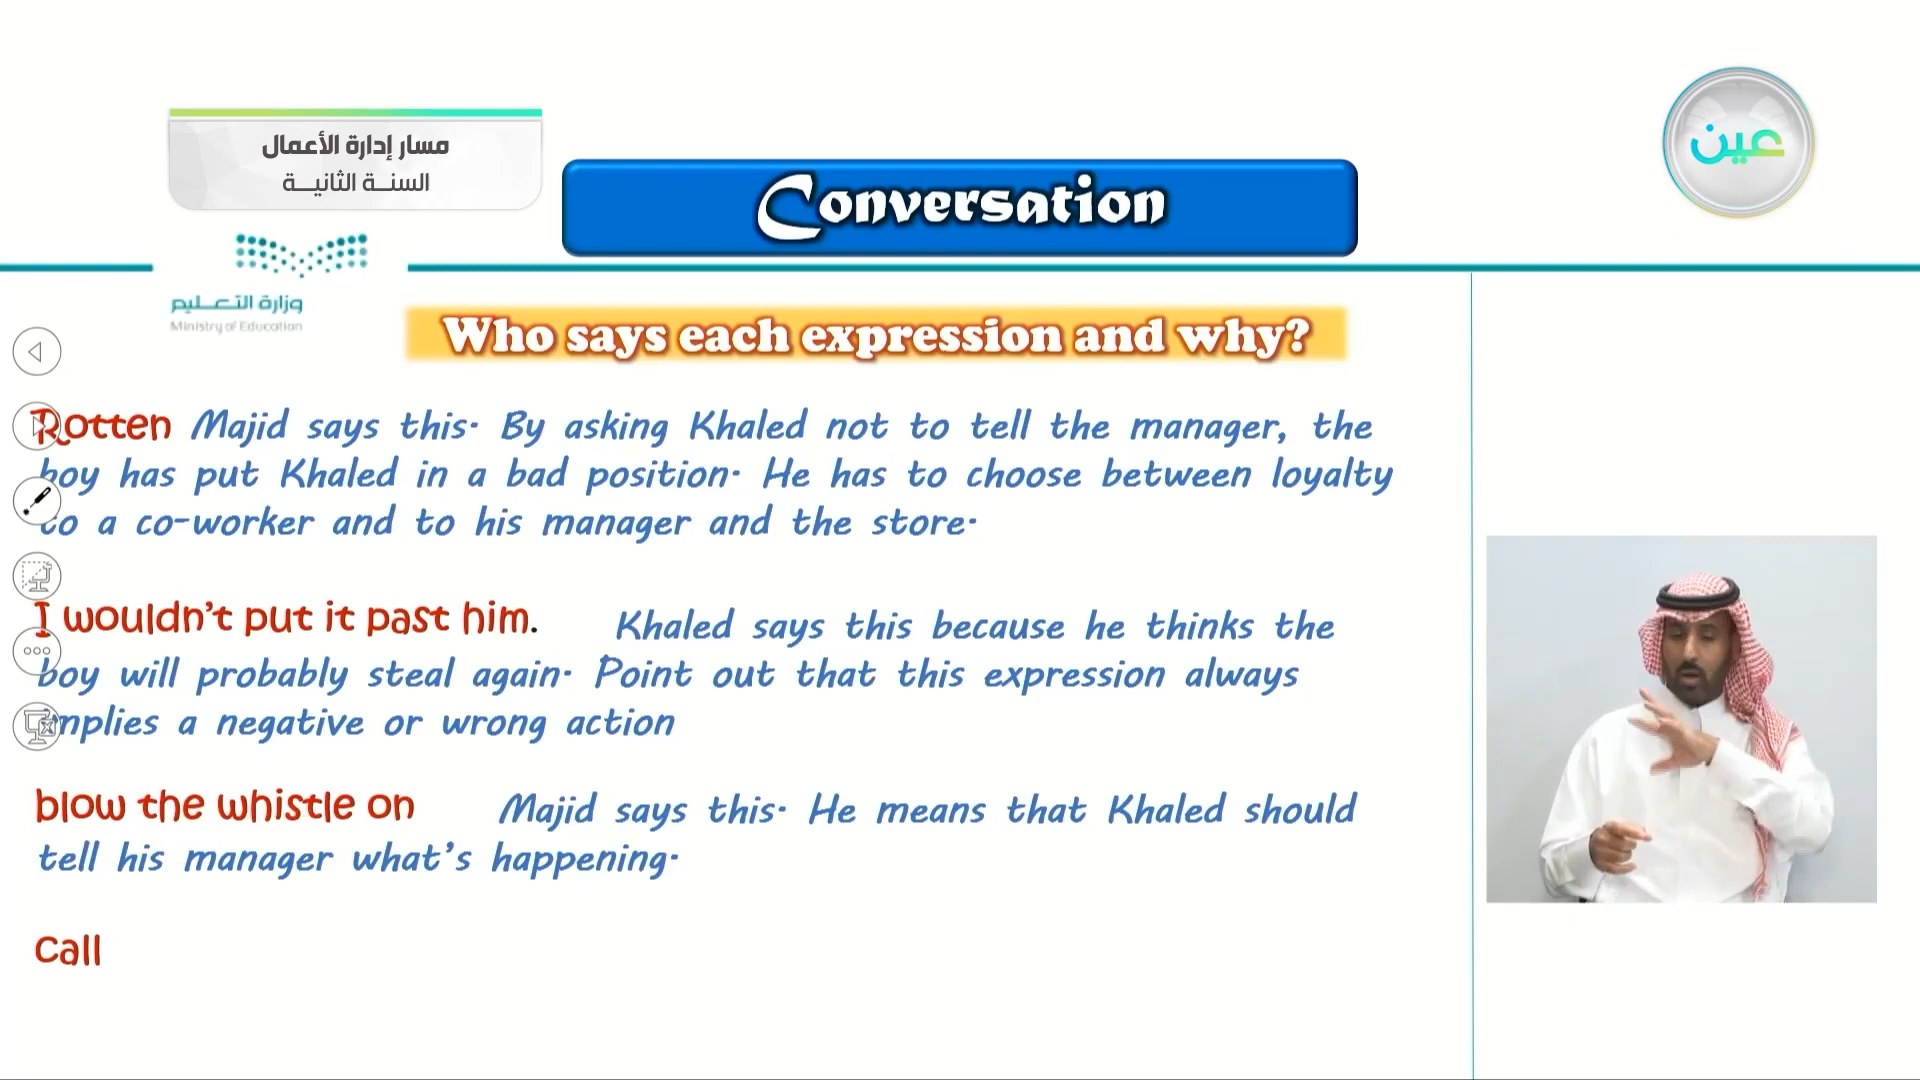 مسار إدارة الأعمال
السنة الثانية
عين
Conversation
وزارة التعليم
Ministry of Education
Who says each expression and why?
Rotten Majid says this. By asking Khaled not to tell the manager, the
boy has put Khaled in a bad position. He has to choose between loyalty
to a co-worker and to his manager and the store.
I wouldn't put it past him. Khaled says this because he thinks the
boy will probably steal again. Point out that this expression always
implies a negative or wrong action
blow the whistle on Majid says this. He means that Khaled should
tell his manager what's happening.
call